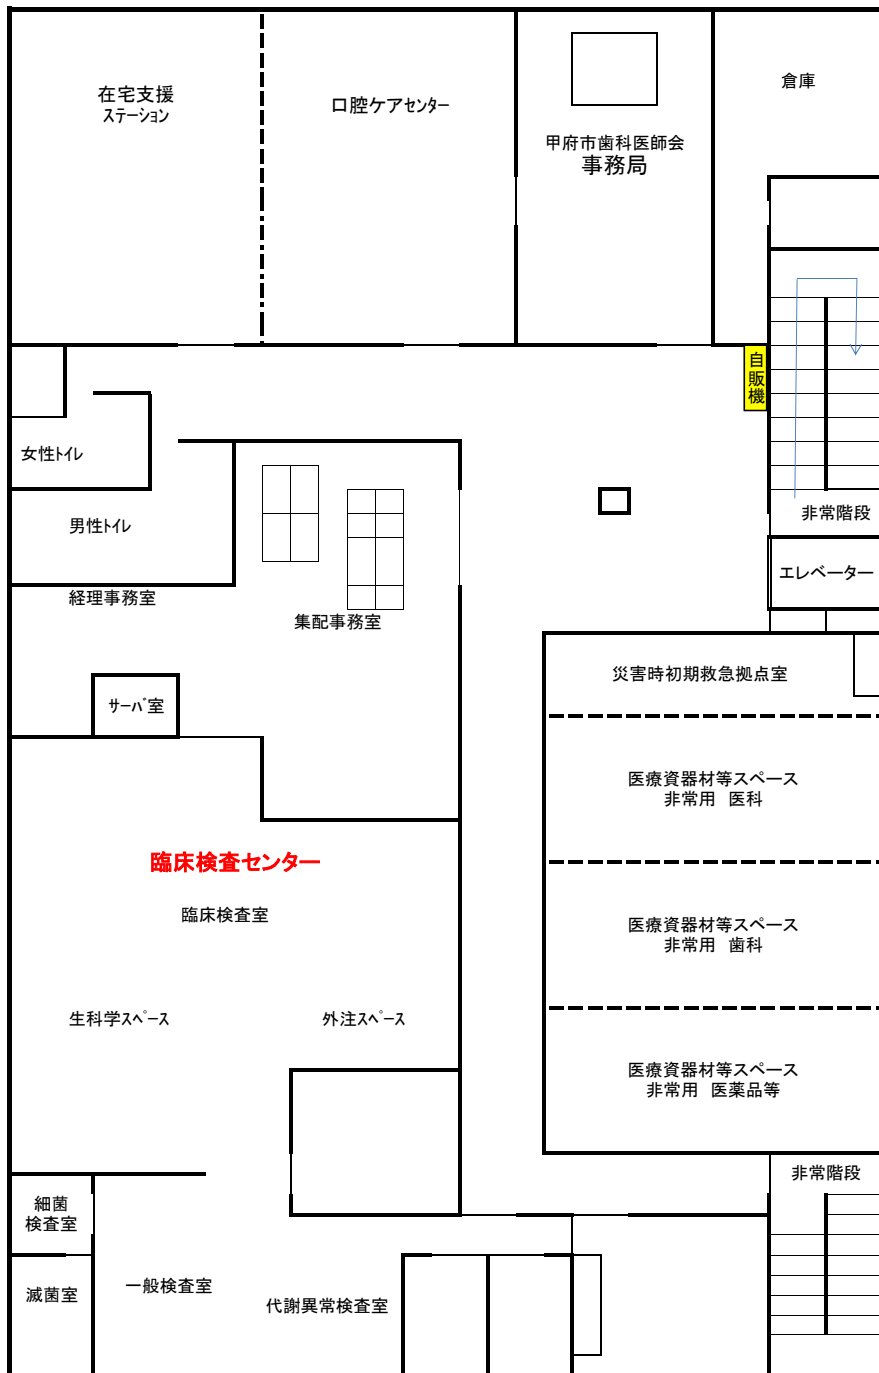 在宅支援
ステーション
口腔ケアセンター
甲府市歯科医師会
事務局
倉庫
自販機
女性トイレ
男性トイレ
非常階段
エレベーター
経理事務室
集配事務室
災害時初期救急拠点室
サーバ室
医療資器材等スペース
非常用　医科
臨床検査センター
臨床検査室
医療資器材等スペース
非常用　歯科
生科学スペース
外注スペース
医療資器材等スペース
非常用　医薬品等
非常階段
細菌
検査室
滅菌室
一般検査室
代謝異常検査室